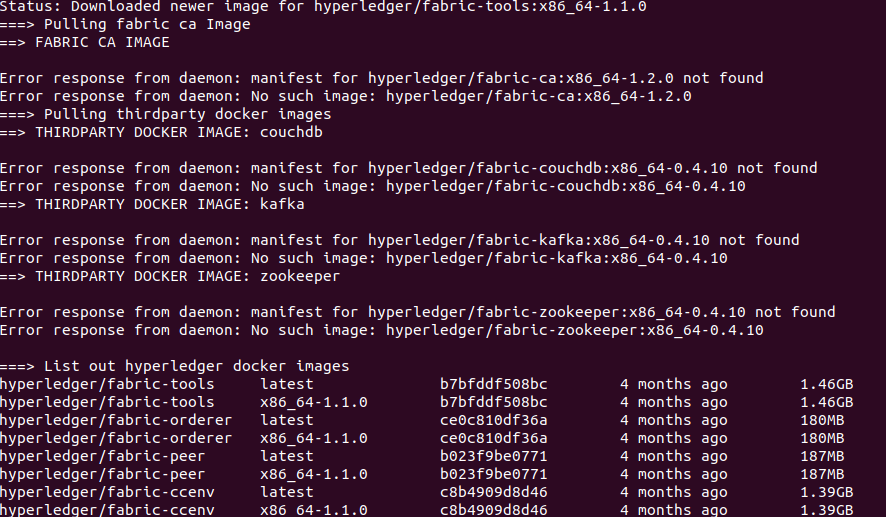 Status: Downloaded newer image for hyperledger/fabric-tools:x86_64-1.1.0
===> Pulling fabric ca Image
==> FABRIC CA IMAGE
Error response from daemon: manifest for hyperledger/fabric-ca:x86_64-1.2.0 not found
Error response from daemon: No such image: hyperledger/fabric-ca:x86_64-1.2.0
===> Pulling thirdparty docker images
==> THIRDPARTY DOCKER IMAGE: couchdb
Error response from daemon: manifest for hyperledger/fabric-couchdb:x86_64-0.4.10 not found
Error response from daemon: No such image: hyperledger/fabric-couchdb:x86_64-0.4.10
==> THIRDPARTY DOCKER IMAGE: kafka
Error response from daemon: manifest for hyperledger/fabric-kafka:x86_64-0.4.10 not found
Error response from daemon: No such image: hyperledger/fabric-kafka:x86_64-0.4.10
==> THIRDPARTY DOCKER IMAGE: zookeeper
Error response from daemon: manifest for hyperledger/fabric-zookeeper:x86_64-0.4.10 not found
Error response from daemon: No such image: hyperledger/fabric-zookeeper:x86_64-0.4.10
===> List out hyperledger docker images
hyperledger/fabric-tools latest b7bfddf508bc 4 months ago 1.46GB
hyperledger/fabric-tools x86_64-1.1.0 b7bfddf508bc 4 months ago 1.46GB
hyperledger/fabric-orderer latest ce0c810df36a 4 months ago 180MB
hyperledger/fabric-orderer x86_64-1.1.0 ce0c810df36a 4 months ago 180MB
hyperledger/fabric-peer latest b023f9be0771 4 months ago 187MB
hyperledger/fabric-peer x86_64-1.1.0 b023f9be0771 4 months ago 187MB
hyperledger/fabric-ccenv latest c8b4909d8d46 4 months ago 1.39GB
hyperledger/fabric-ccenv x86_64-1.1.0 c8b4909d8d46 4 months ago 1.39GB